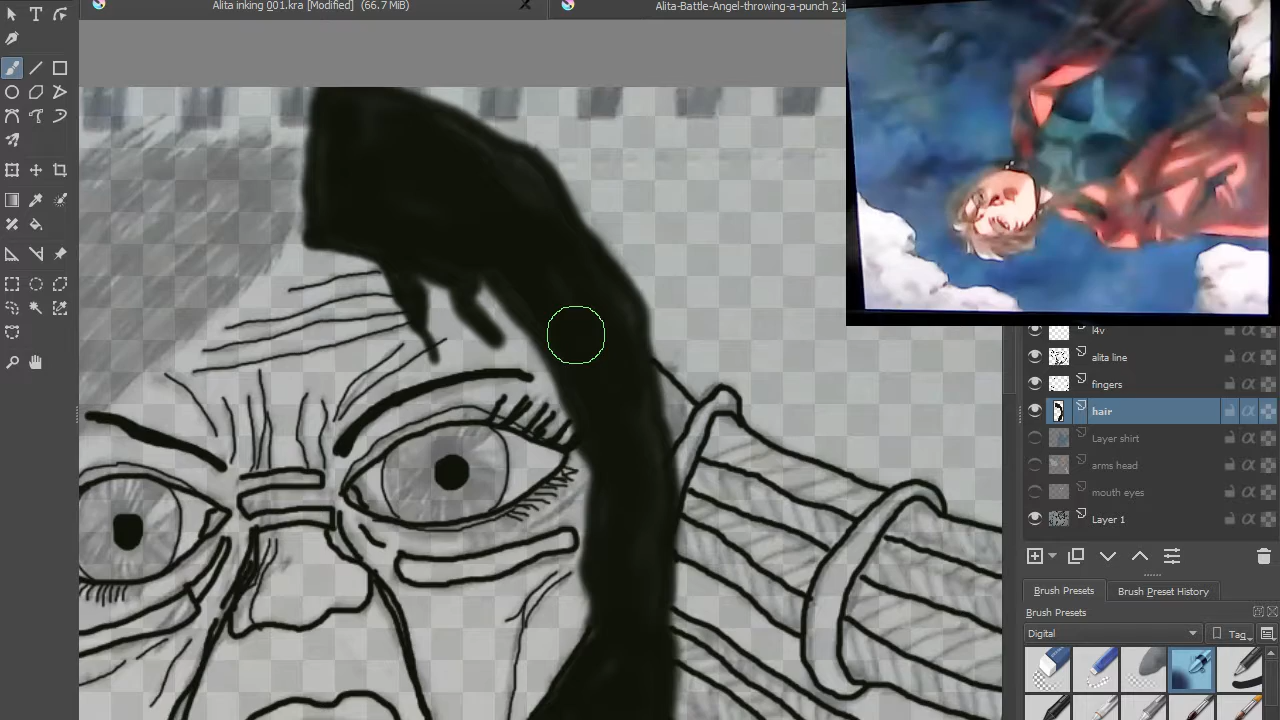 Alita inking 001.kra [Modified] (66.7 MiB)
Alita-Battle-Angel-throwing-a-punch 2.j
l4v
alita line
fingers
hair
Layer shirt
arms head
mouth eyes
Layer 1
Brush Presets
Brush Preset History
Brush Presets
Digital
Tag